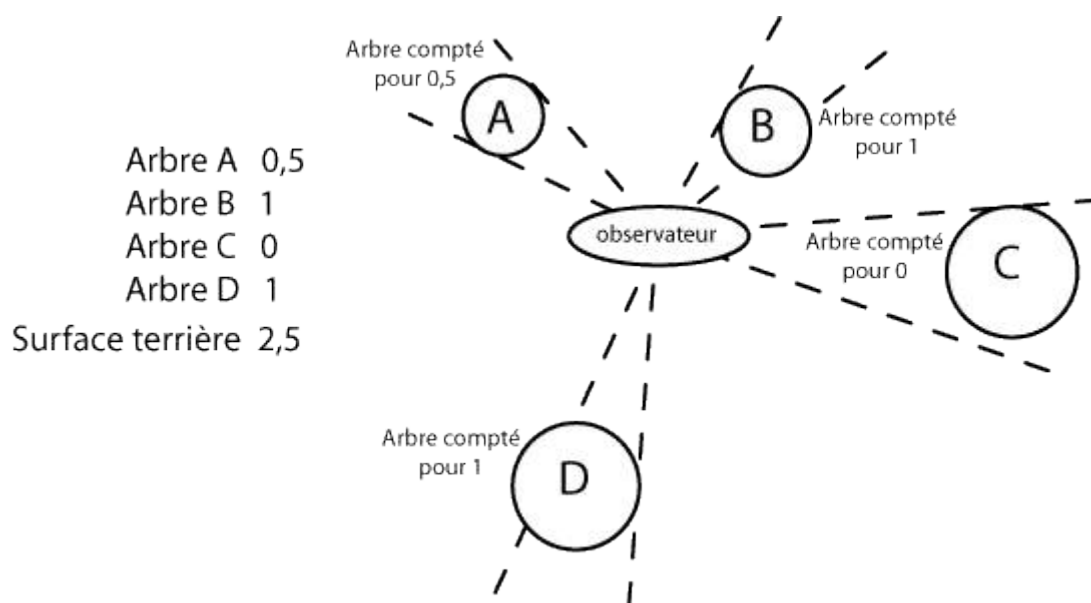 Arbre compté
pour 0,5
A
B
Arbre compté
pour 1
Arbre A 0,5
Arbre B 1
Arbre C 0
Arbre D 1
Surface terrière 2,5
observateur
Arbre compté
pour 0
C
Arbre compté
pour 1
D